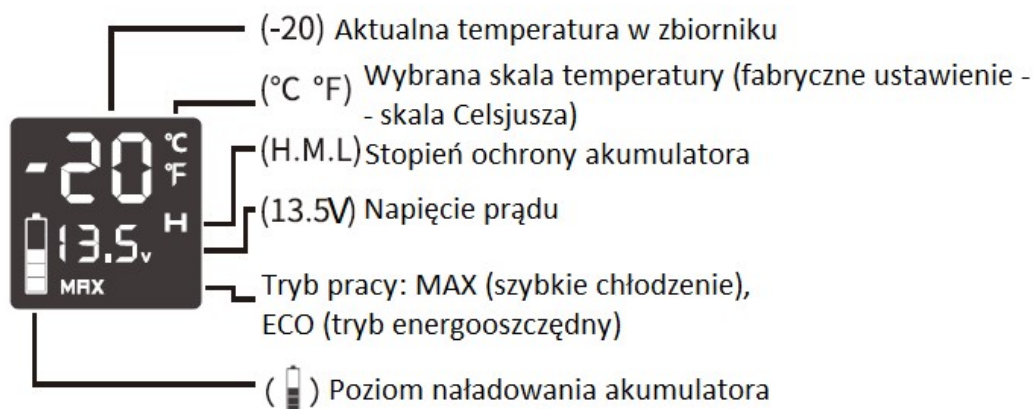 (-20) Aktualna temperatura w zbiorniku
(°C °F) Wybrana skala temperatury (fabryczne ustawienie -
- skala Celsjusza)
(H.M.L) Stopień ochrony akumulatora
(13.5V) Napięcie prądu
Tryb pracy: MAX (szybkie chłodzenie),
ECO (tryb energooszczędny)
( ) Poziom naładowania akumulatora
-20 °C
°F
H
13.5v
MAX